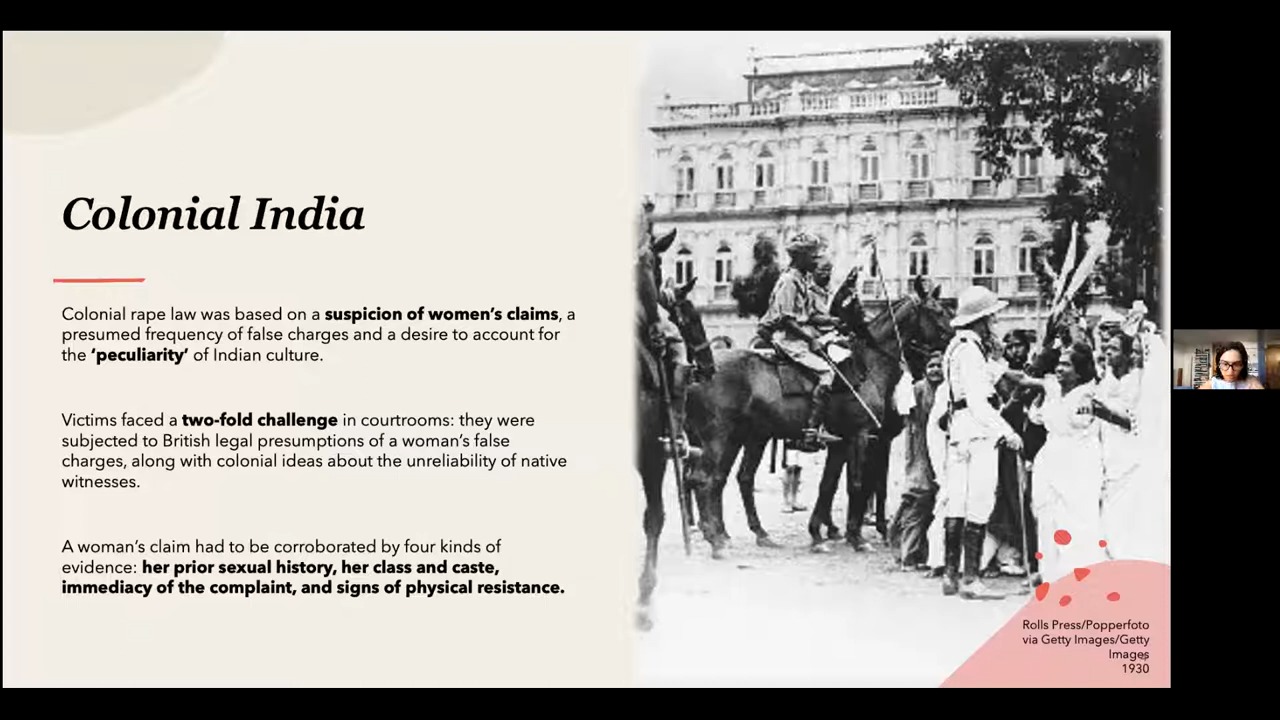 Colonial India
Colonial rape law was based on a suspicion of women's claims, a
presumed frequency of false charges and a desire to account for
the ‘peculiarity’ of Indian culture.
Victims faced a two-fold challenge in courtrooms: they were
subjected to British legal presumptions of a woman's false
charges, along with colonial ideas about the unreliability of native
witnesses.
A woman's claim had to be corroborated by four kinds of
evidence: her prior sexual history, her class and caste,
immediacy of the complaint, and signs of physical resistance.
Rolls Press/Popperfoto
via Getty Images/Getty
Images
1930